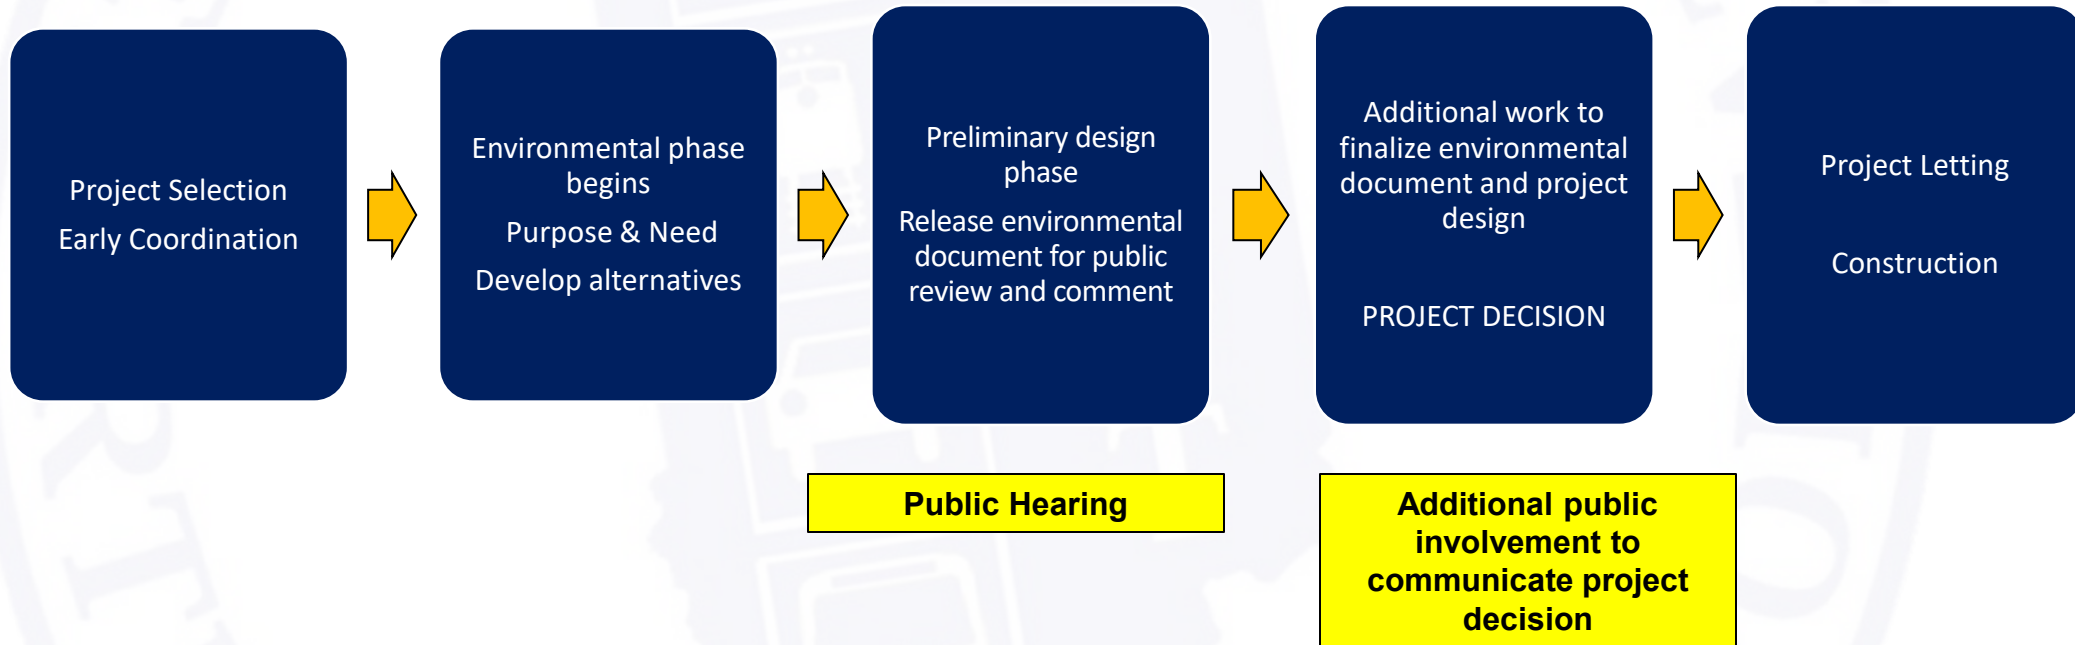 Project Selection
Early Coordination
Environmental phase
begins
Purpose & Need
Develop alternatives
Preliminary design
phase
Release environmental
document for public
review and comment
Additional work to
finalize environmental
document and project
design
PROJECT DECISION
Project Letting
Construction
Public Hearing
Additional public
involvement to
communicate project
decision